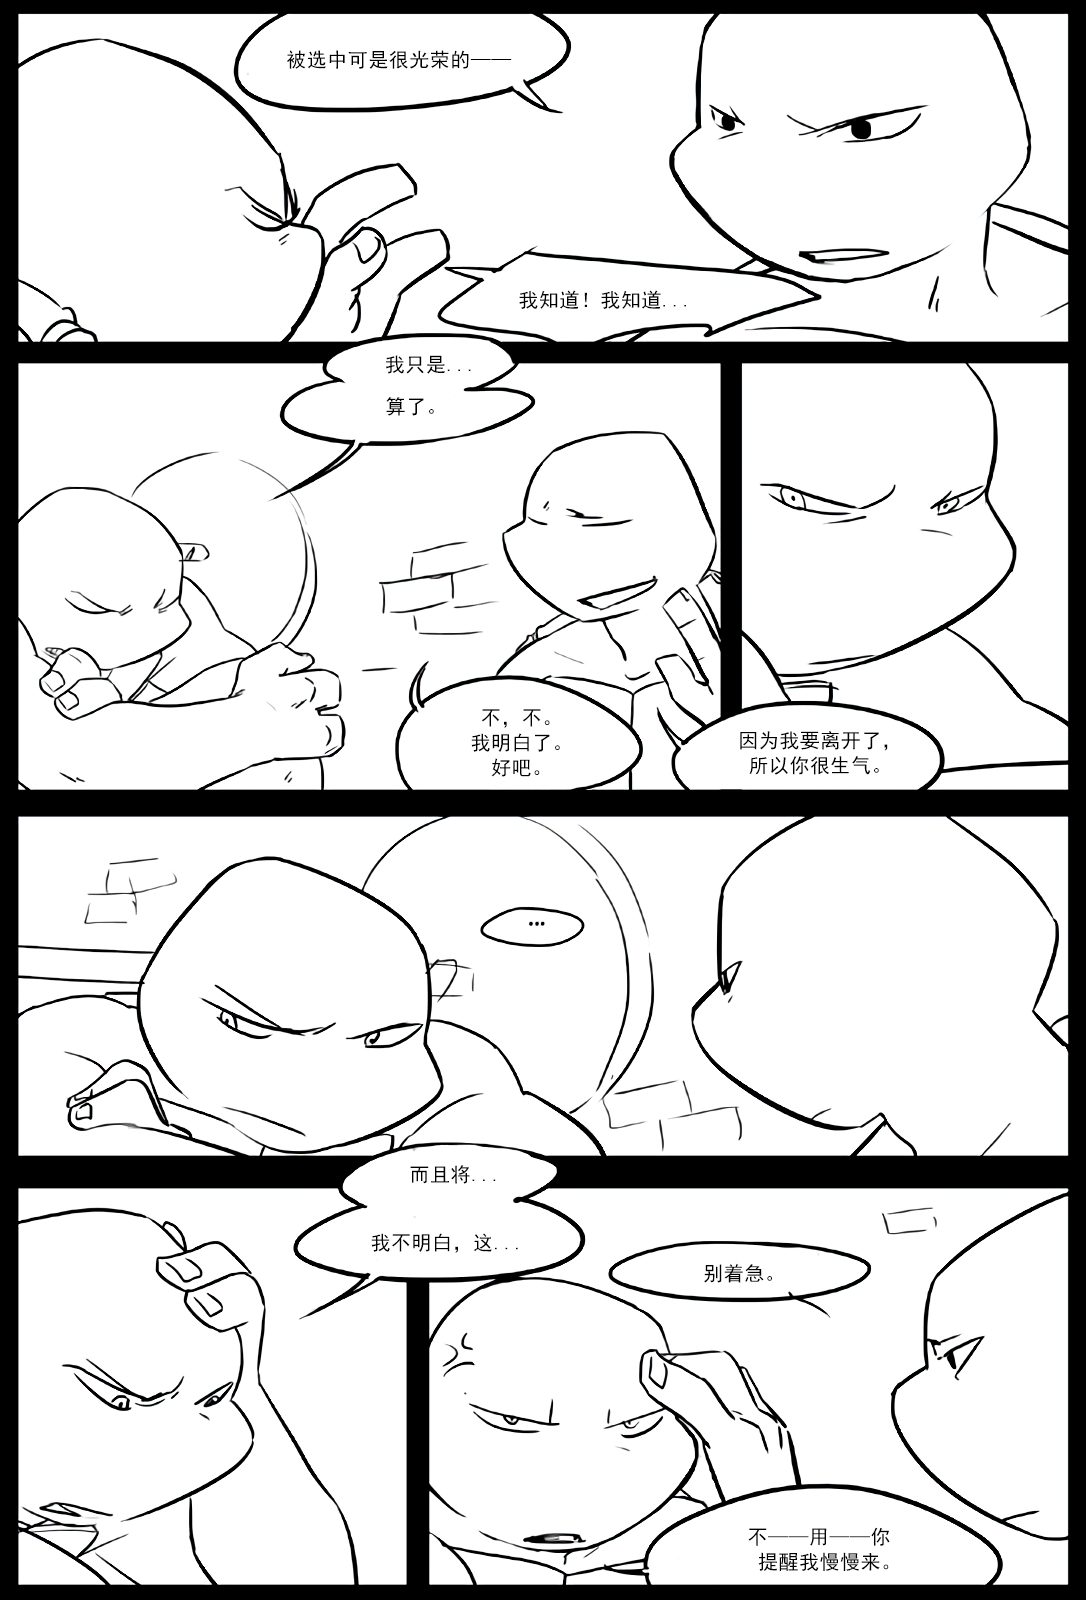 被选中可是很光荣的——
我知道！我知道...
我只是...
算了。
不，不。
我明白了。
好吧。
因为我要离开了，
所以你很生气。
...
而且将...
我不明白，这...
别着急。
不——用——你
提醒我慢慢来。